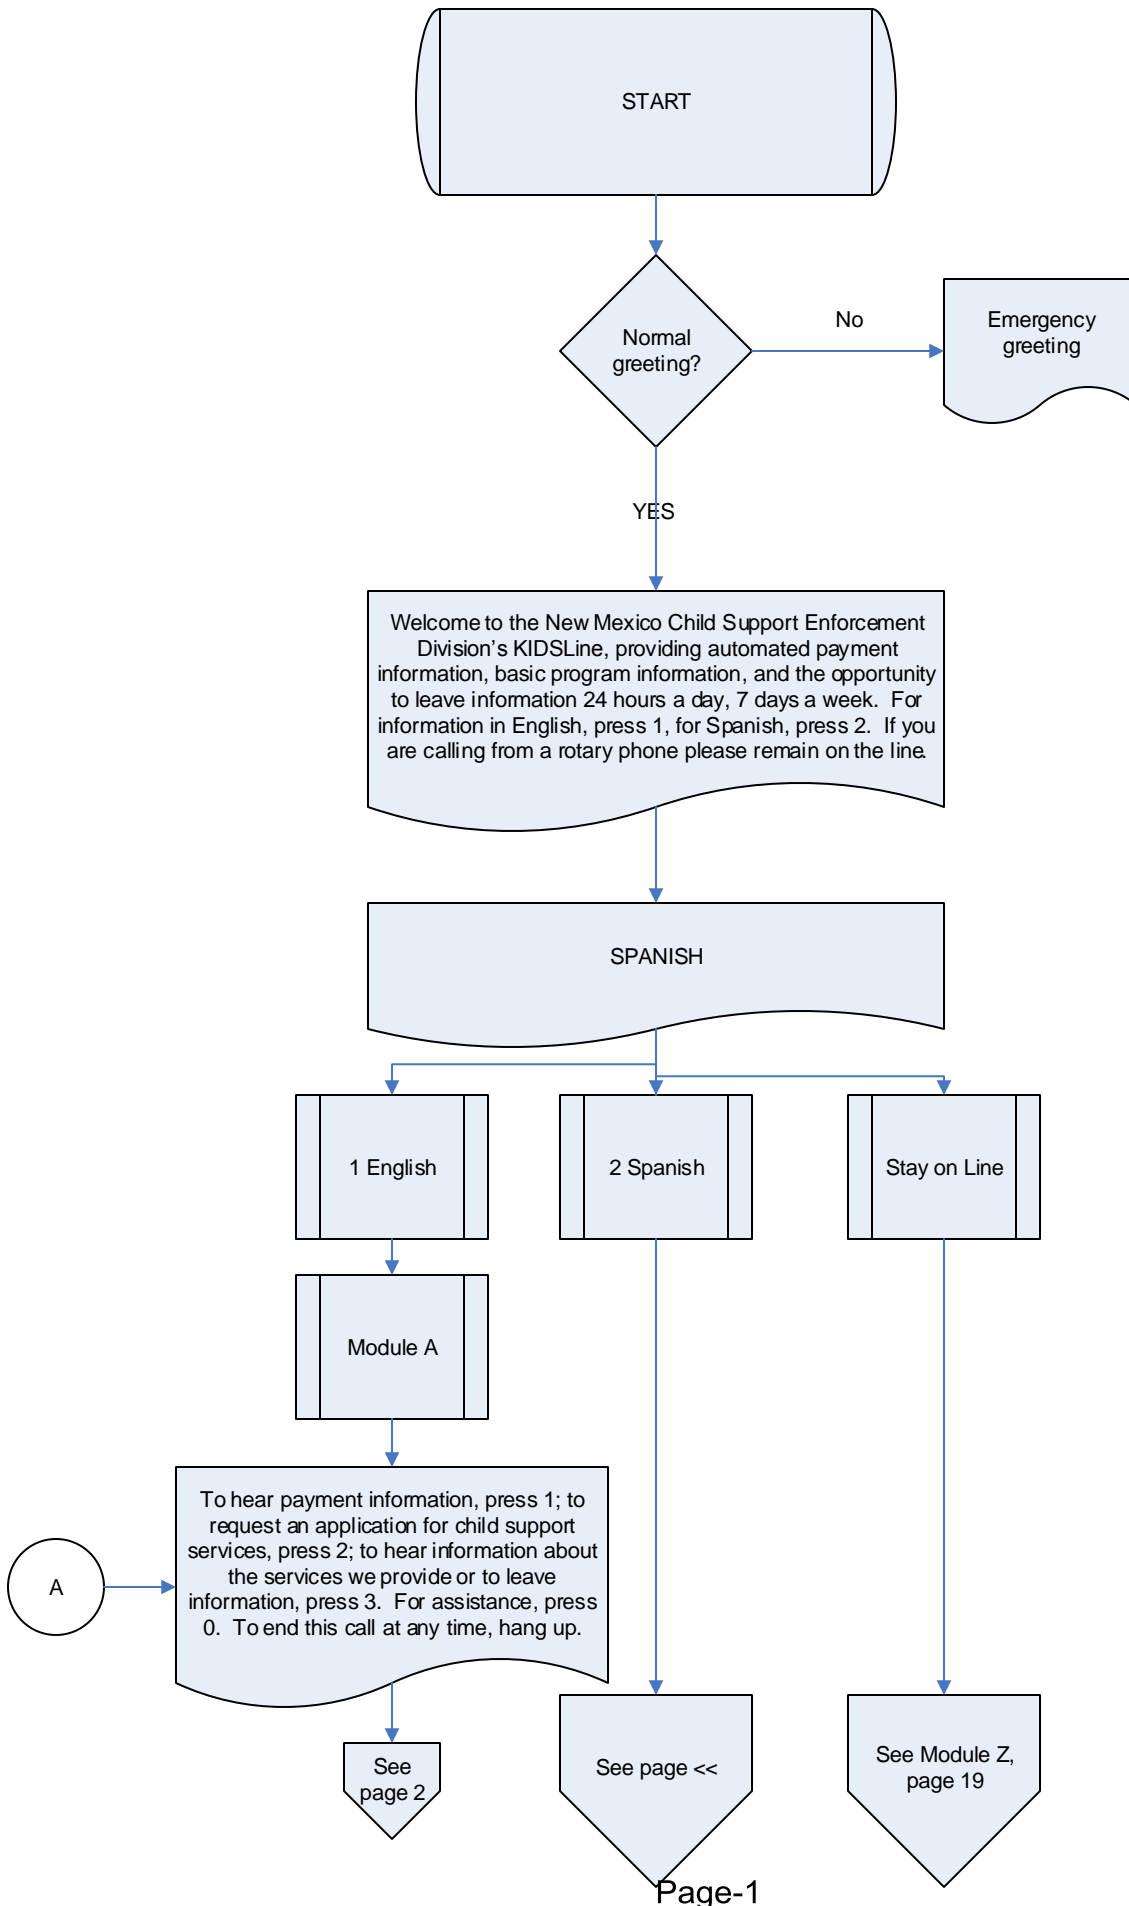 START
Normal
greeting?
No
Emergency
greeting
YES
Welcome to the New Mexico Child Support Enforcement
Division's KIDSLine, providing automated payment
information, basic program information, and the opportunity
to leave information 24 hours a day, 7 days a week.  For
information in English, press 1, for Spanish, press 2.  If you
are calling from a rotary phone please remain on the line.
SPANISH
1 English
2 Spanish
Stay on Line
Module A
To hear payment information, press 1; to
request an application for child support
services, press 2; to hear information about
the services we provide or to leave
information, press 3.  For assistance, press
0.  To end this call at any time, hang up.
A
See
page 2
See page <<
See Module Z,
page 19
Page-1